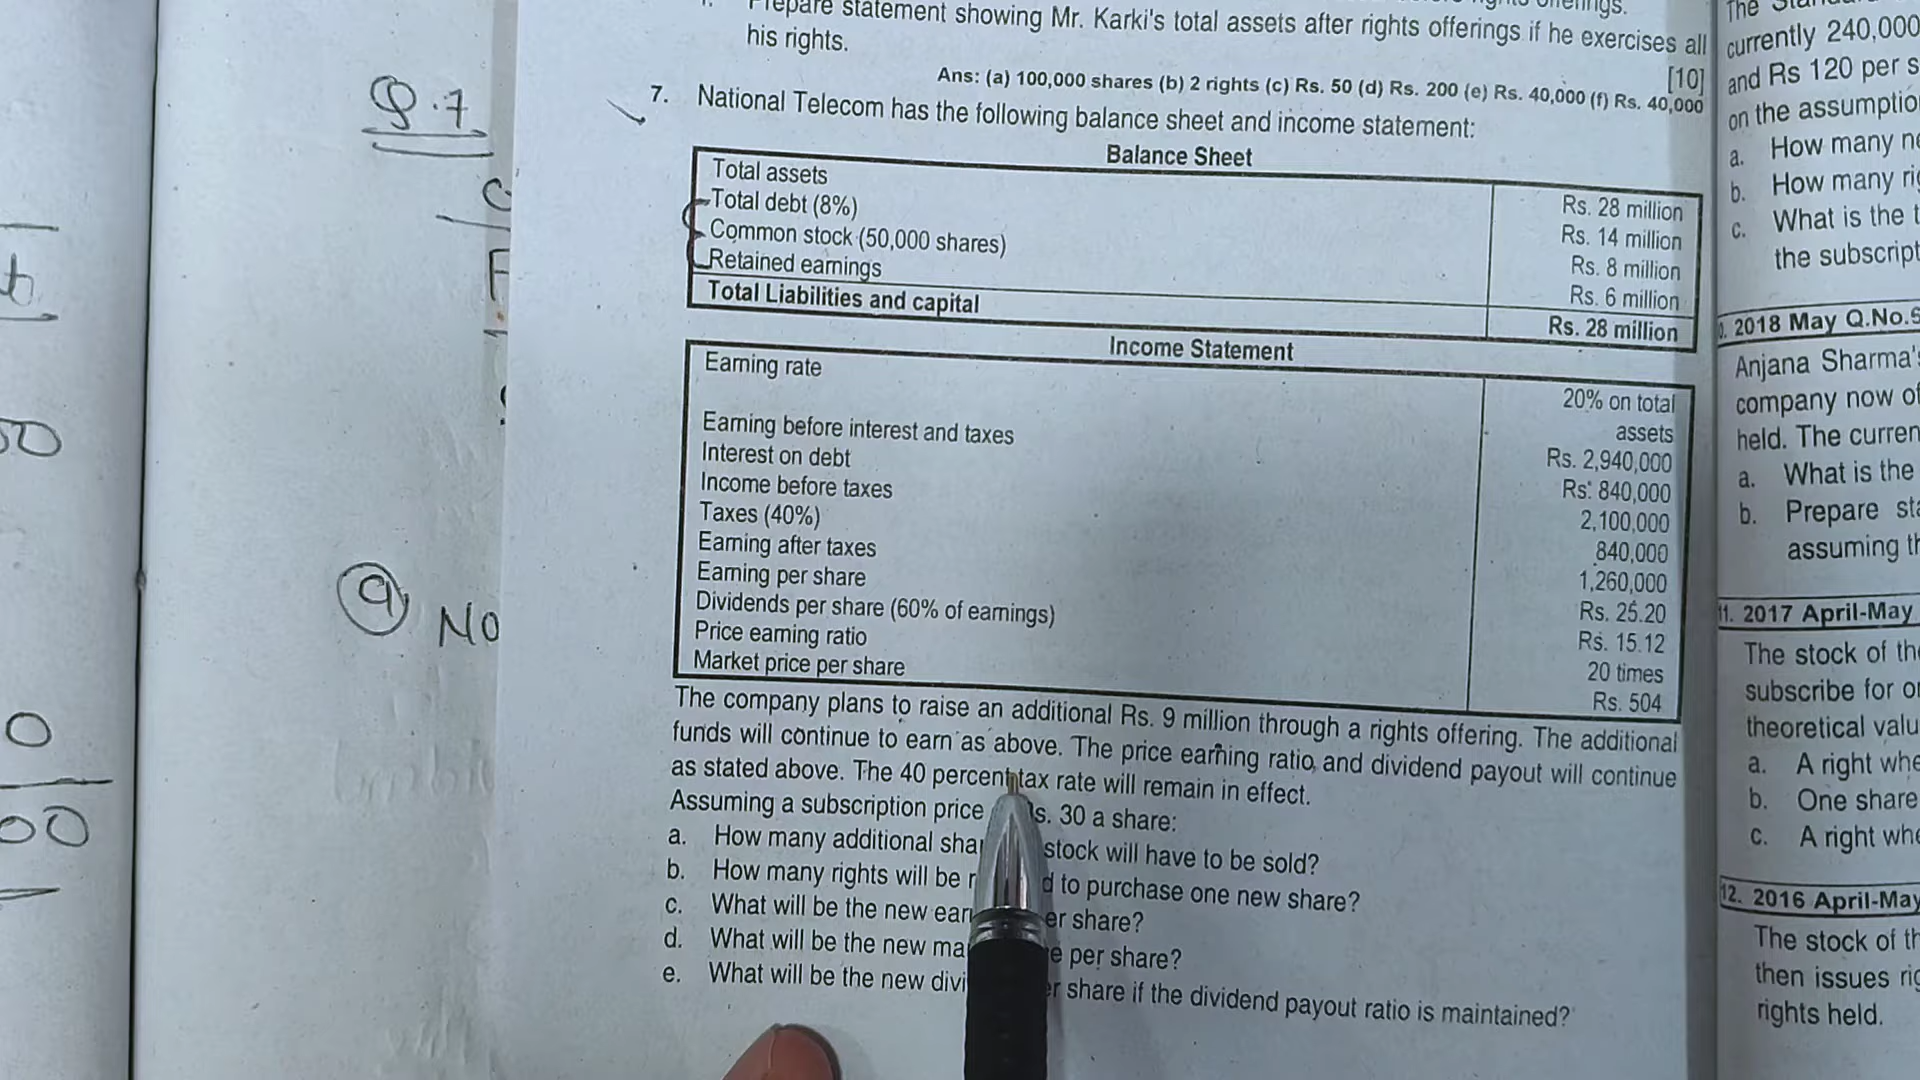 Prepare statement showing Mr. Karki's total assets after rights offerings if he exercises all
his rights.
[10]
Ans: (a) 100,000 shares (b) 2 rights (c) Rs. 50 (d) Rs. 200 (e) Rs. 40,000 (f) Rs. 40,000
7. National Telecom has the following balance sheet and income statement:
Balance Sheet
Total assets Rs. 28 million
Total debt (8%) Rs. 14 million
Common stock (50,000 shares) Rs. 8 million
Retained earnings Rs. 6 million
Total Liabilities and capital Rs. 28 million
Income Statement
Earning rate 20% on total
assets
Earning before interest and taxes Rs. 2,940,000
Interest on debt Rs. 840,000
Income before taxes 2,100,000
Taxes (40%) 840,000
Earning after taxes 1,260,000
Earning per share Rs. 25.20
Dividends per share (60% of earnings) Rs. 15.12
Price earning ratio 20 times
Market price per share Rs. 504
The company plans to raise an additional Rs. 9 million through a rights offering. The additional
funds will continue to earn as above. The price earning ratio and dividend payout will continue
as stated above. The 40 percent tax rate will remain in effect.
Assuming a subscription price s. 30 a share:
a. How many additional sha stock will have to be sold?
b. How many rights will be r d to purchase one new share?
c. What will be the new ear er share?
d. What will be the new ma e per share?
e. What will be the new divi er share if the dividend payout ratio is maintained?
Q.7
a NO
00
The
currently 240,000
and Rs 120 per s
on the assumptio
a. How many ne
b. How many rig
c. What is the t
the subscript
2018 May Q.No.5
Anjana Sharma's
company now of
held. The curren
a. What is the
b. Prepare sta
assuming th
11. 2017 April-May
The stock of the
subscribe for o
theoretical valu
a. A right whe
b. One share
c. A right whe
12. 2016 April-May
The stock of th
then issues rig
rights held.